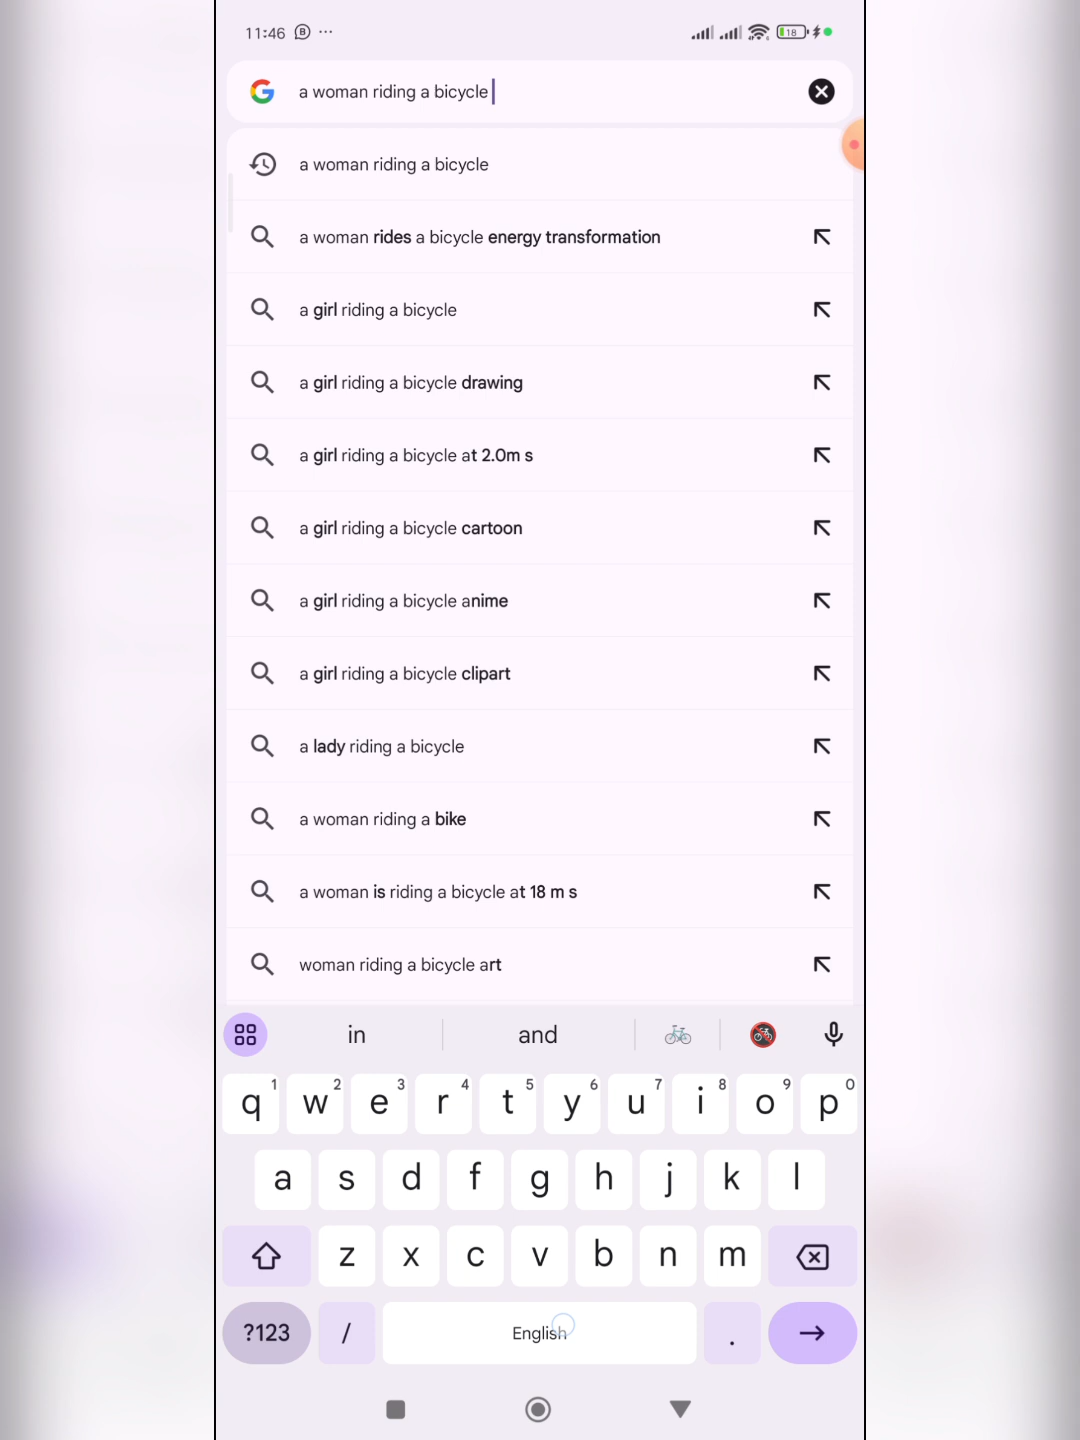 11:46 B ... 18
a woman riding a bicycle
a woman riding a bicycle
a woman rides a bicycle energy transformation
a girl riding a bicycle
a girl riding a bicycle drawing
a girl riding a bicycle at 2.0m s
a girl riding a bicycle cartoon
a girl riding a bicycle anime
a girl riding a bicycle clipart
a lady riding a bicycle
a woman riding a bike
a woman is riding a bicycle at 18 m s
woman riding a bicycle art
in and
q 1 w 2 e 3 r 4 t 5 y 6 u 7 i 8 o 9 p 0
a s d f g h j k l
z x c v b n m
?123 / English .